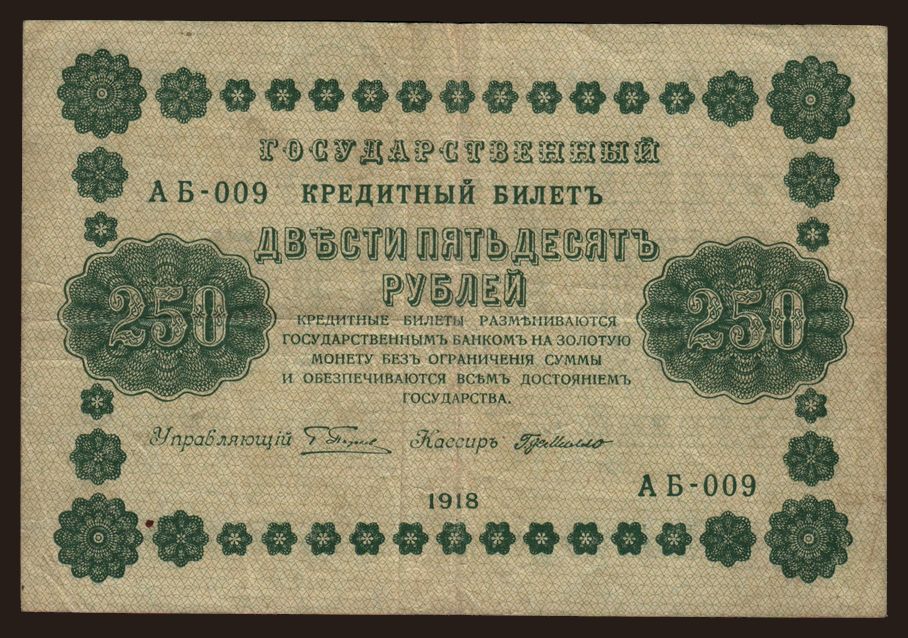 ГОСУДАРСТВЕННЫЙ
АБ-009 КРЕДИТНЫЙ БИЛЕТЪ
ДВѢСТИ ПЯТЬДЕСЯТЪ
РУБЛЕЙ
250 250
КРЕДИТНЫЕ БИЛЕТЫ РАЗМѢНИВАЮТСЯ
ГОСУДАРСТВЕННЫМЪ БАНКОМЪ НА ЗОЛОТУЮ
МОНЕТУ БЕЗЪ ОГРАНИЧЕНІЯ СУММЫ
И ОБЕЗПЕЧИВАЮТСЯ ВСѢМЪ ДОСТОЯНІЕМЪ
ГОСУДАРСТВА.
Управляющій Кассиръ
АБ-009
1918